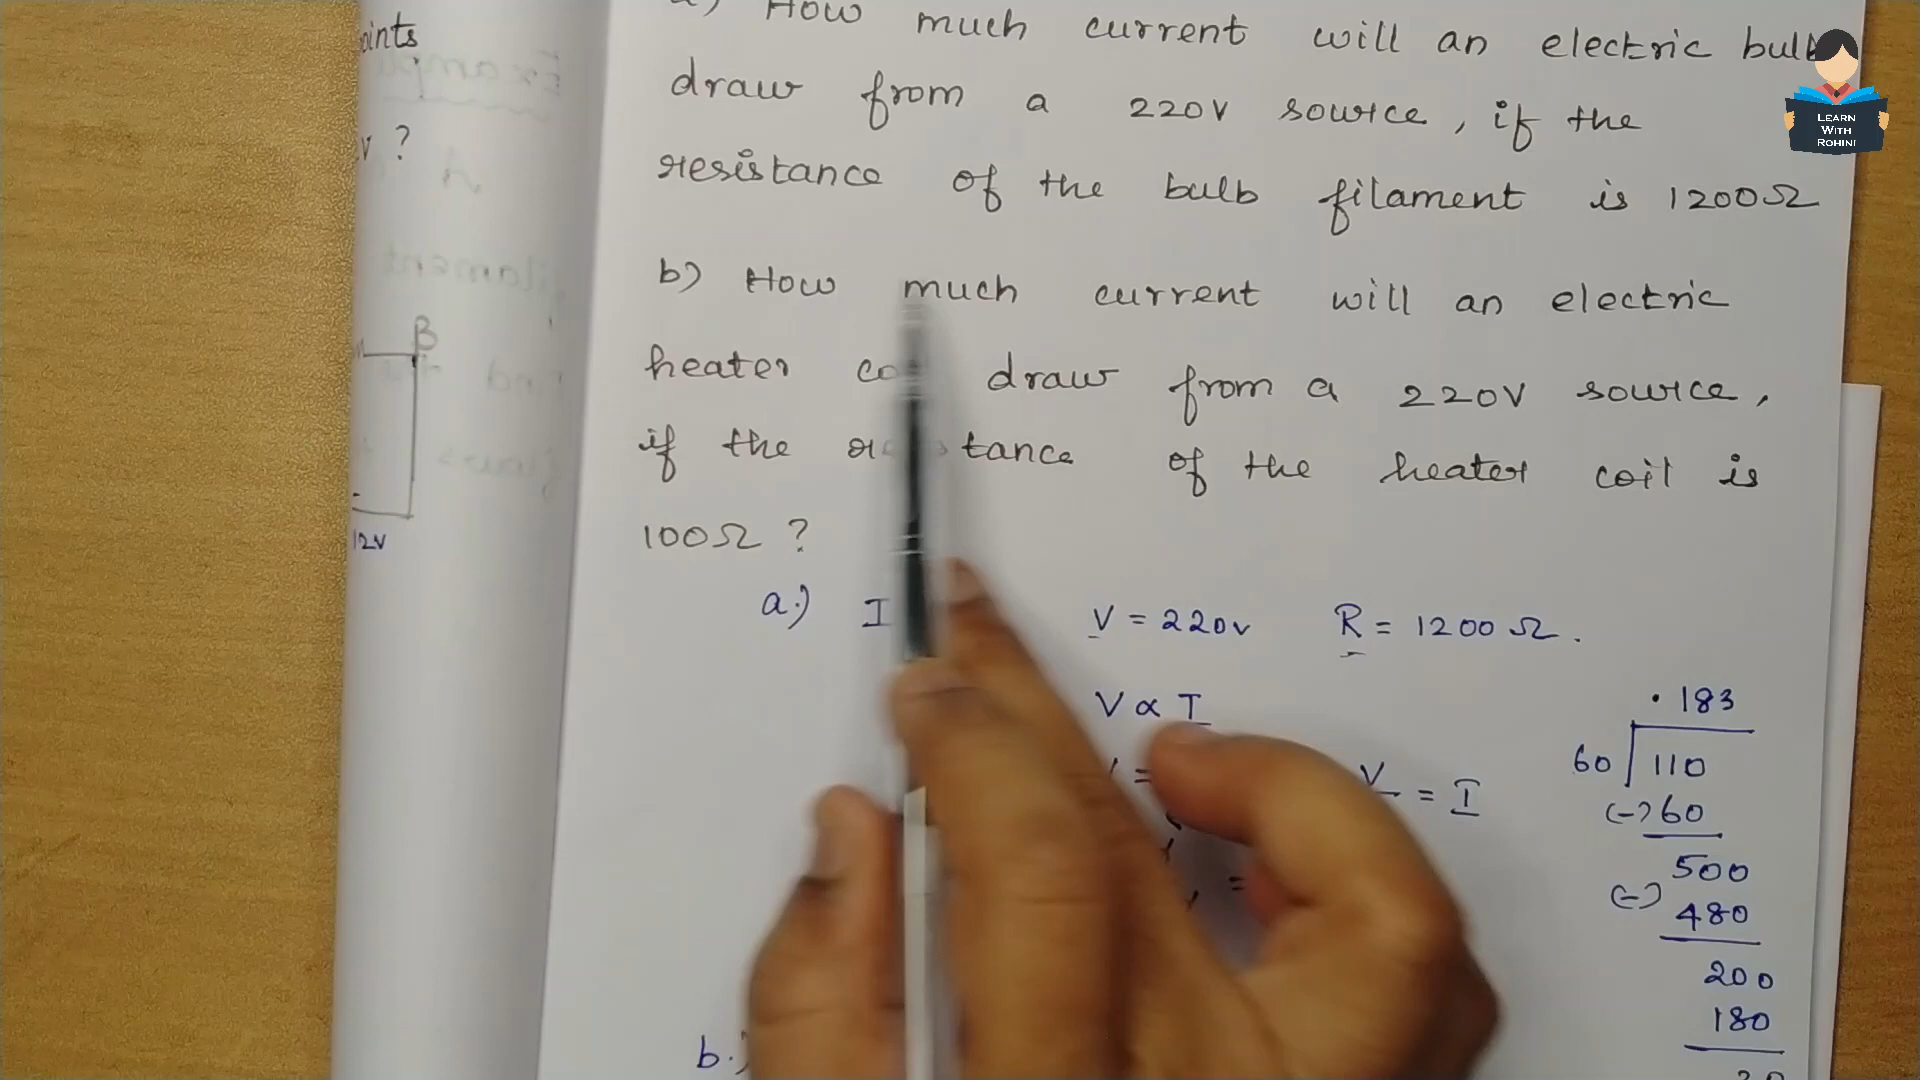 oints
v ?
B
12V
a) How much current will an electric bulb
draw from a 220V source, if the
resistance of the bulb filament is 1200Ω
b) How much current will an electric
heater draw from a 220V source,
if the of the heater coil is
100Ω ?
a.) I V = 220v R = 1200 Ω.
V ∝ I
V = I
.183
60 110
(-) 60
500
(-) 480
200
180
b.)
LEARN
WITH
ROHINI